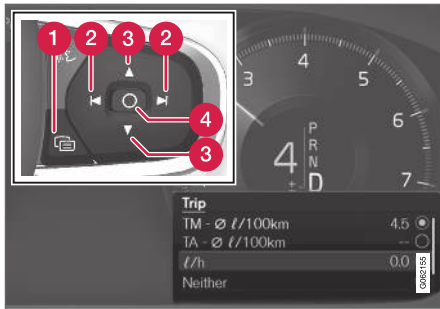 1
2
3
2
4
3
3
4
5
6
7
4
P
R
N
± D
Trip
TM - Ø ℓ/100km 4.5
TA - Ø ℓ/100km --
ℓ/h 0.0
Neither
G062155